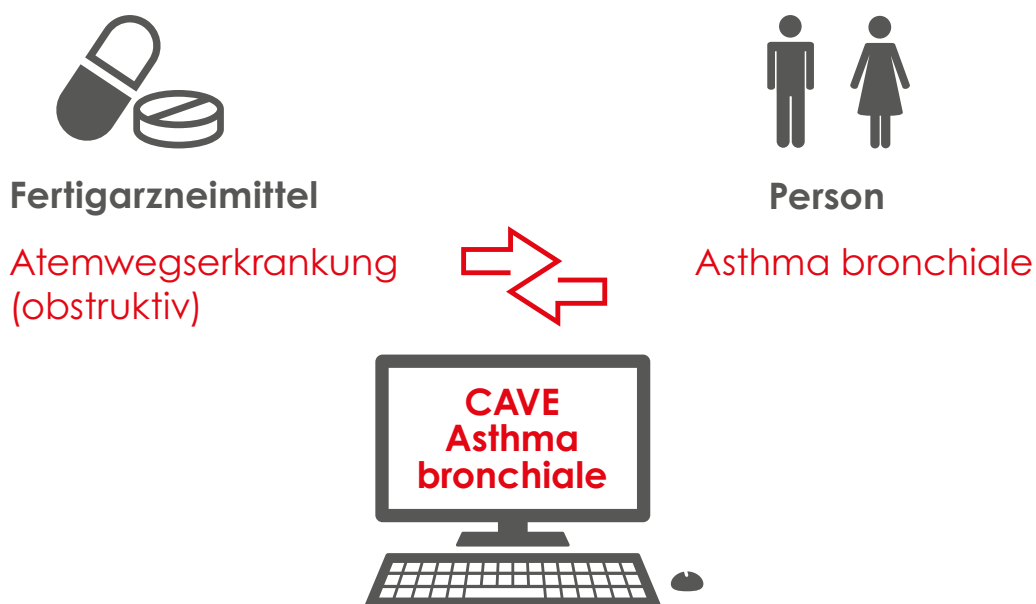 Fertigarzneimittel
Person
Atemwegserkrankung
(obstruktiv)
Asthma bronchiale
CAVE
Asthma
bronchiale